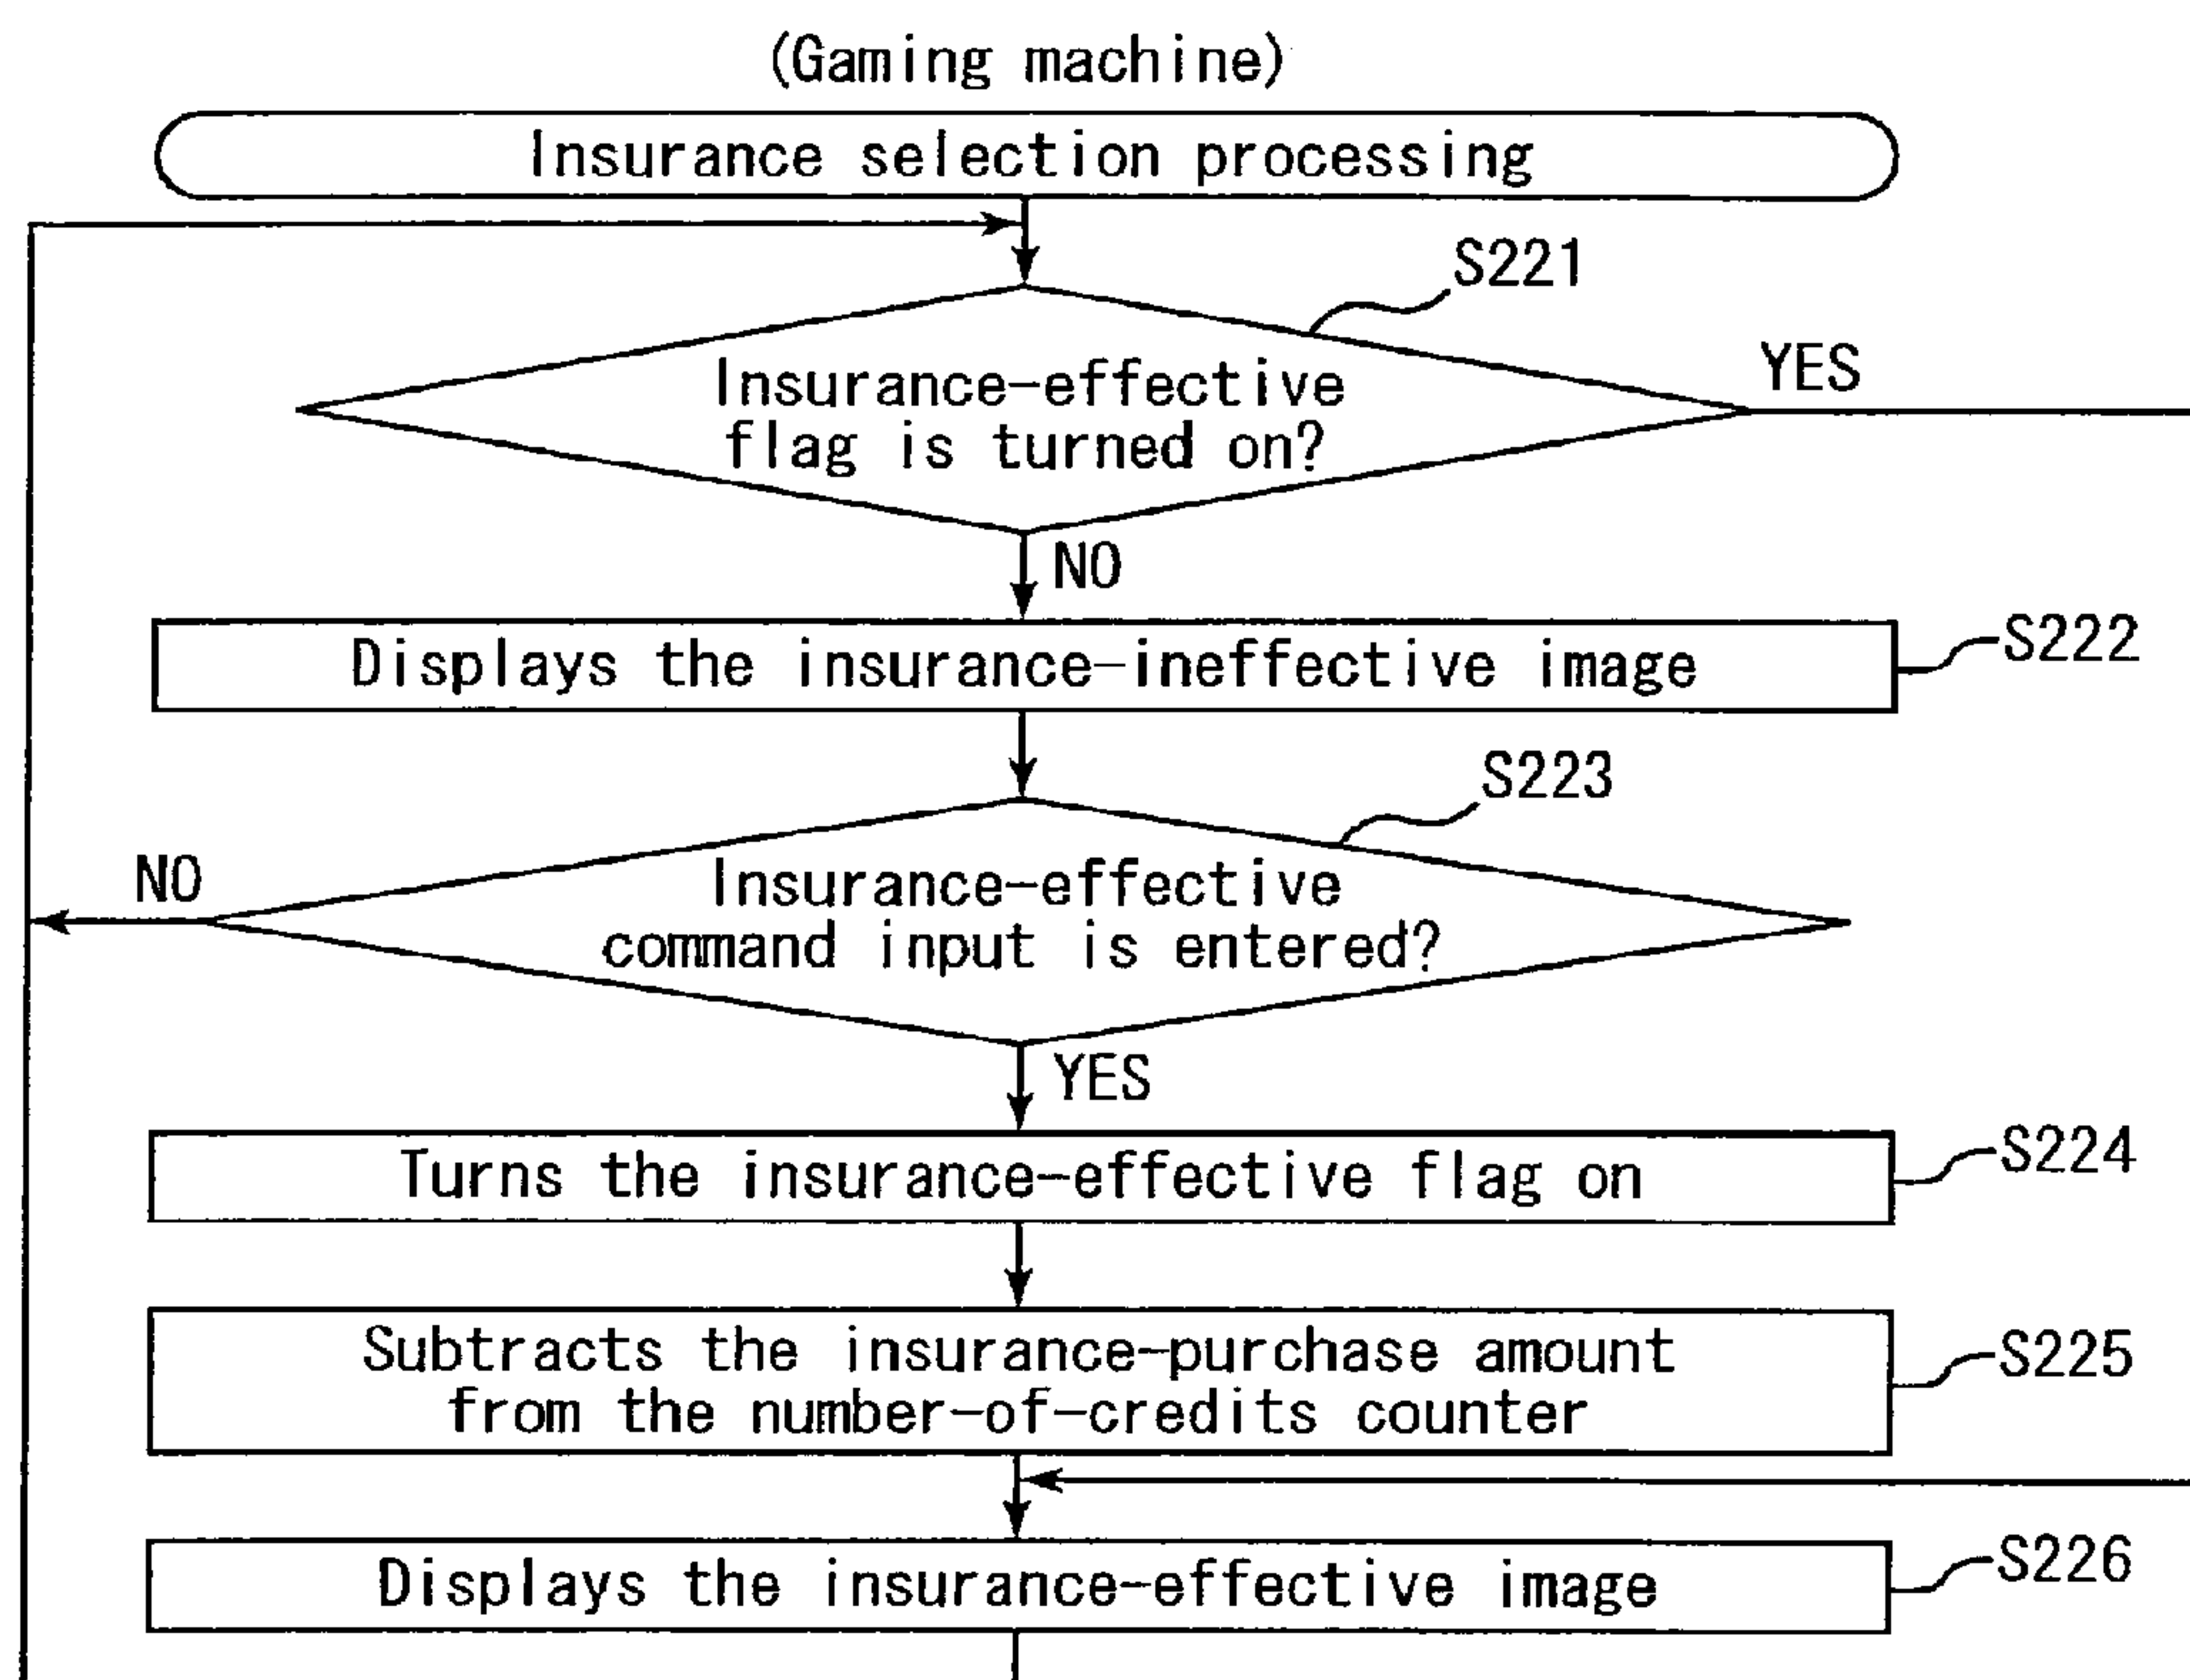 (Gaming machine)
Insurance selection processing
S221
Insurance-effective
flag is turned on?
YES
NO
Displays the insurance-ineffective image
S222
S223
Insurance-effective
command input is entered?
NO
YES
Turns the insurance-effective flag on
S224
Subtracts the insurance-purchase amount
from the number-of-credits counter
S225
Displays the insurance-effective image
S226